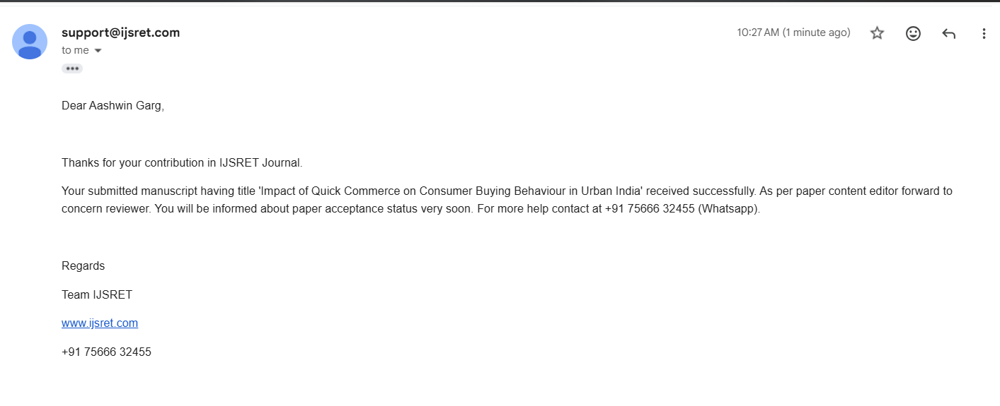 support@ijsret.com
10:27 AM (1 minute ago)
to me
Dear Aashwin Garg,
Thanks for your contribution in IJSRET Journal.
Your submitted manuscript having title 'Impact of Quick Commerce on Consumer Buying Behaviour in Urban India' received successfully. As per paper content editor forward to
concern reviewer. You will be informed about paper acceptance status very soon. For more help contact at +91 75666 32455 (Whatsapp).
Regards
Team IJSRET
www.ijsret.com
+91 75666 32455